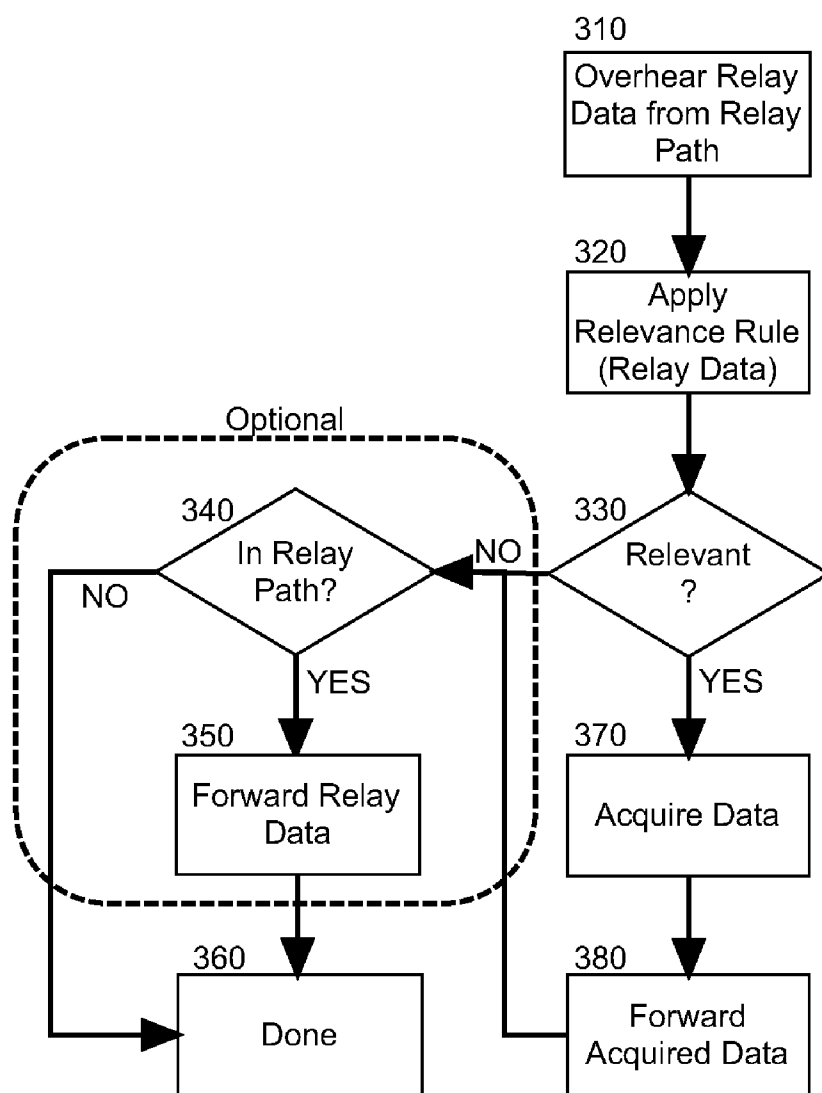 310
Overhear Relay
Data from Relay
Path
320
Apply
Relevance Rule
(Relay Data)
Optional
340
In Relay
Path?
NO
NO
330
Relevant
?
YES
YES
350
Forward Relay
Data
370
Acquire Data
360
Done
380
Forward
Acquired Data